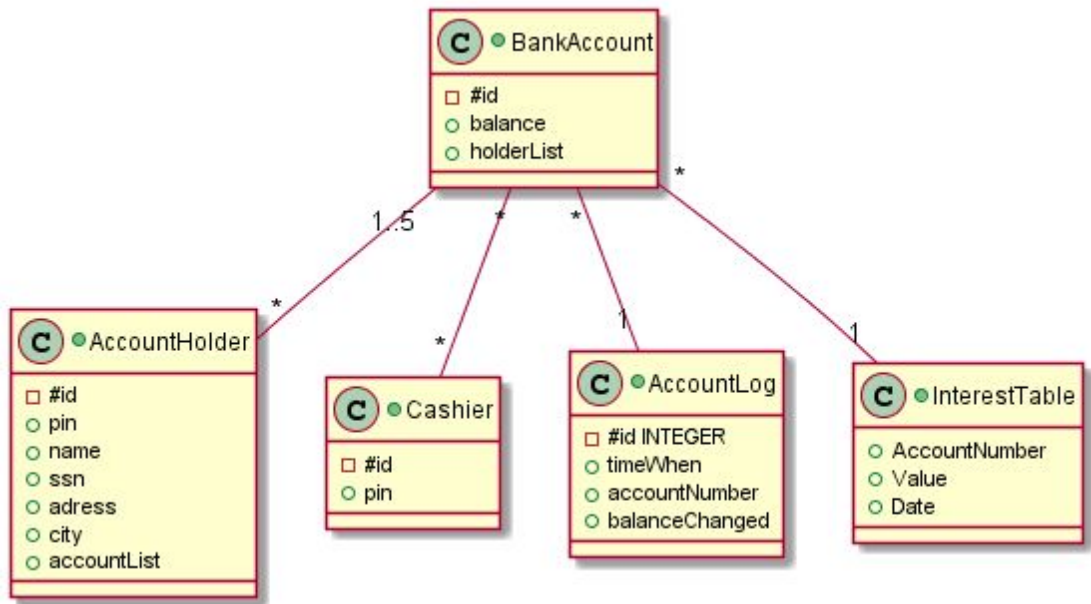 C BankAccount
#id
balance
holderList
1..5
*
*
*
*
*
1
1
C AccountHolder
#id
pin
name
ssn
adress
city
accountList
C Cashier
#id
pin
C AccountLog
#id INTEGER
timeWhen
accountNumber
balanceChanged
C InterestTable
AccountNumber
Value
Date